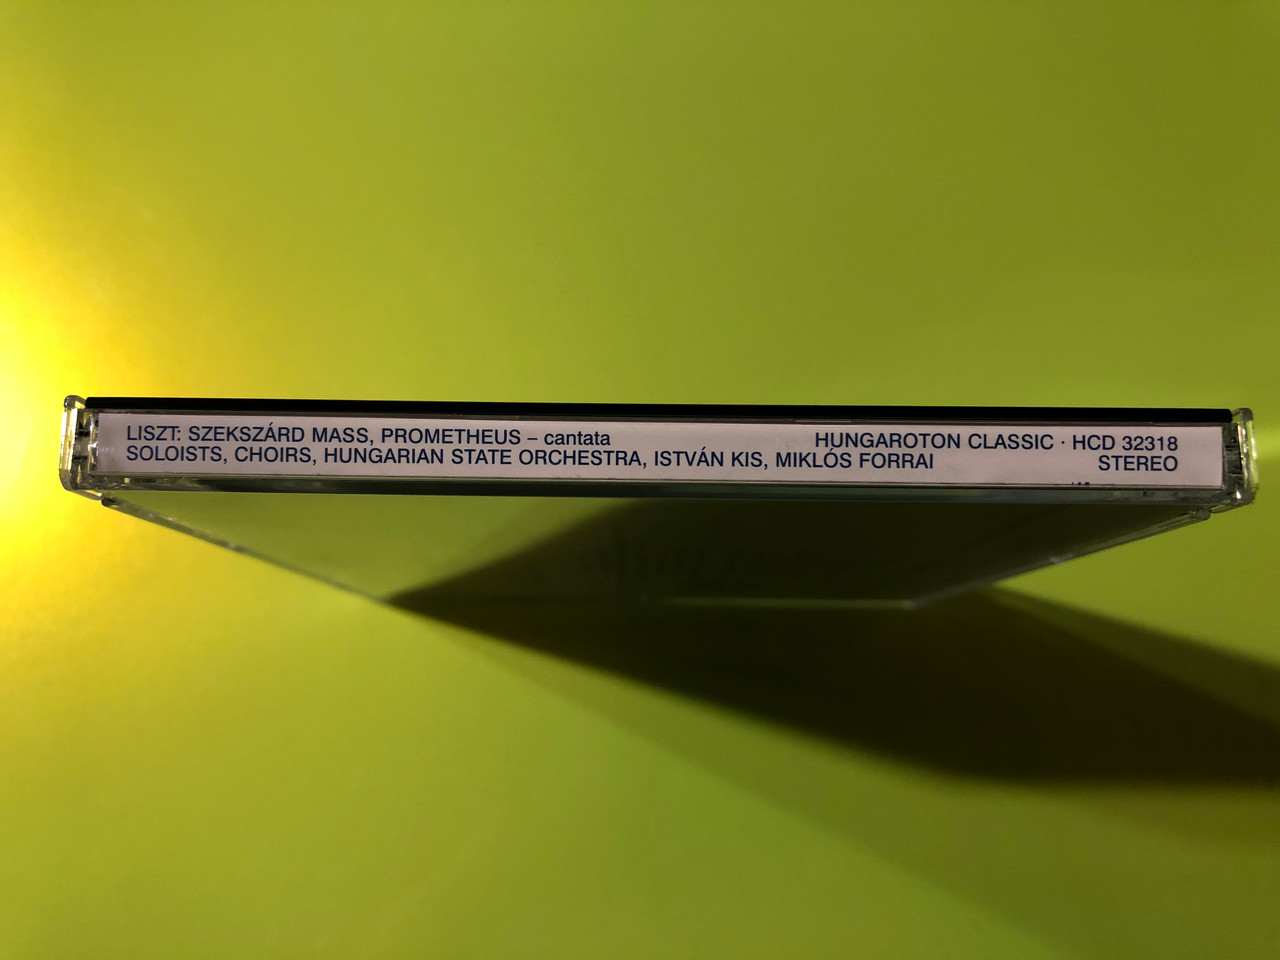 LISZT: SZEKSZÁRD MASS, PROMETHEUS – cantata HUNGAROTON CLASSIC · HCD 32318
SOLOISTS, CHOIRS, HUNGARIAN STATE ORCHESTRA, ISTVÁN KIS, MIKLÓS FORRAI STEREO